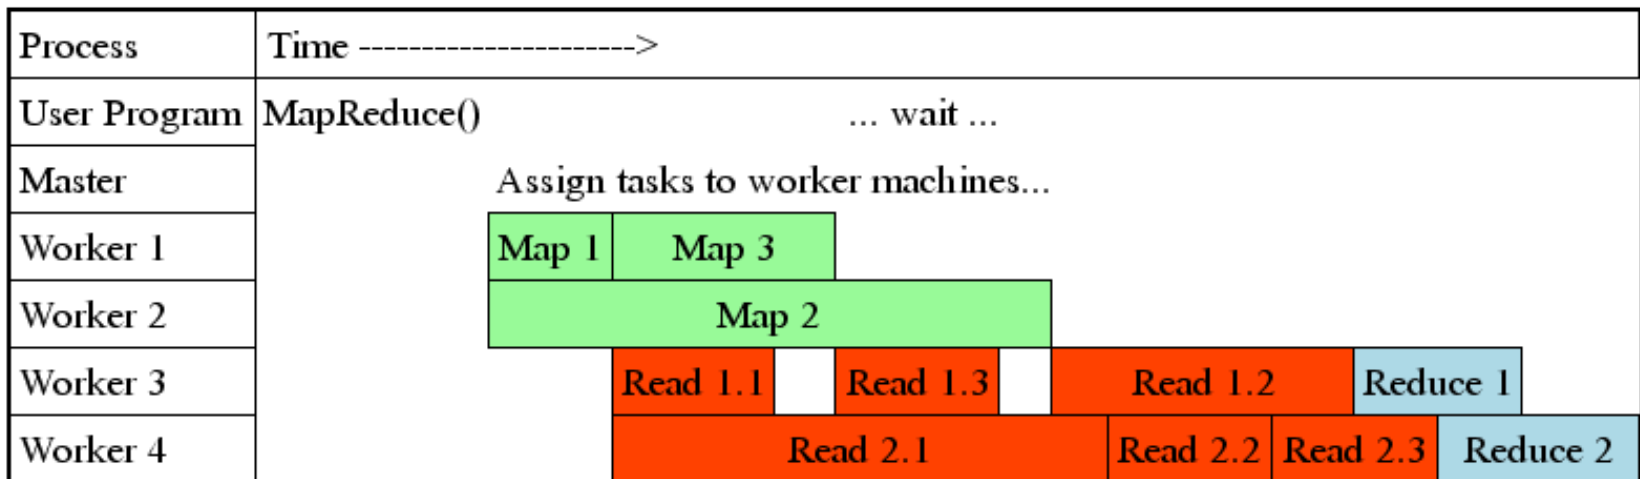 Process Time ---------------------->
User Program MapReduce() ... wait ...
Master Assign tasks to worker machines...
Worker 1 Map 1 Map 3
Worker 2 Map 2
Worker 3 Read 1.1 Read 1.3 Read 1.2 Reduce 1
Worker 4 Read 2.1 Read 2.2 Read 2.3 Reduce 2